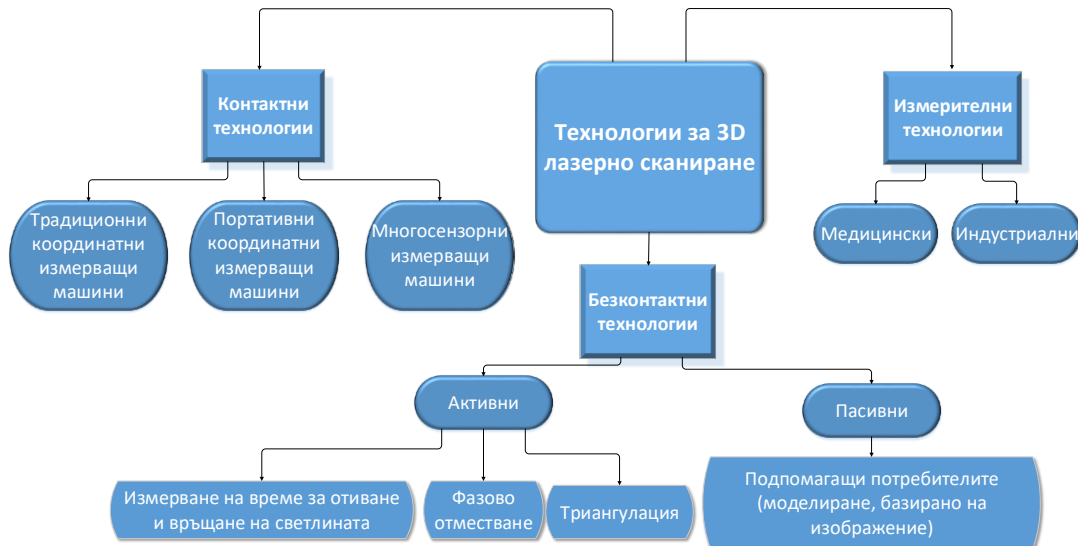 Технологии за 3D
лазерно сканиране
Контактни
технологии
Измерителни
технологии
Традиционни
координатни
измерващи
машини
Портативни
координатни
измерващи
машини
Многосензорни
измерващи
машини
Медицински
Индустриални
Безконтактни
технологии
Активни
Пасивни
Измерване на време за отиване
и връщане на светлината
Фазово
отместване
Триангулация
Подпомагащи потребителите
(моделиране, базирано на
изображение)